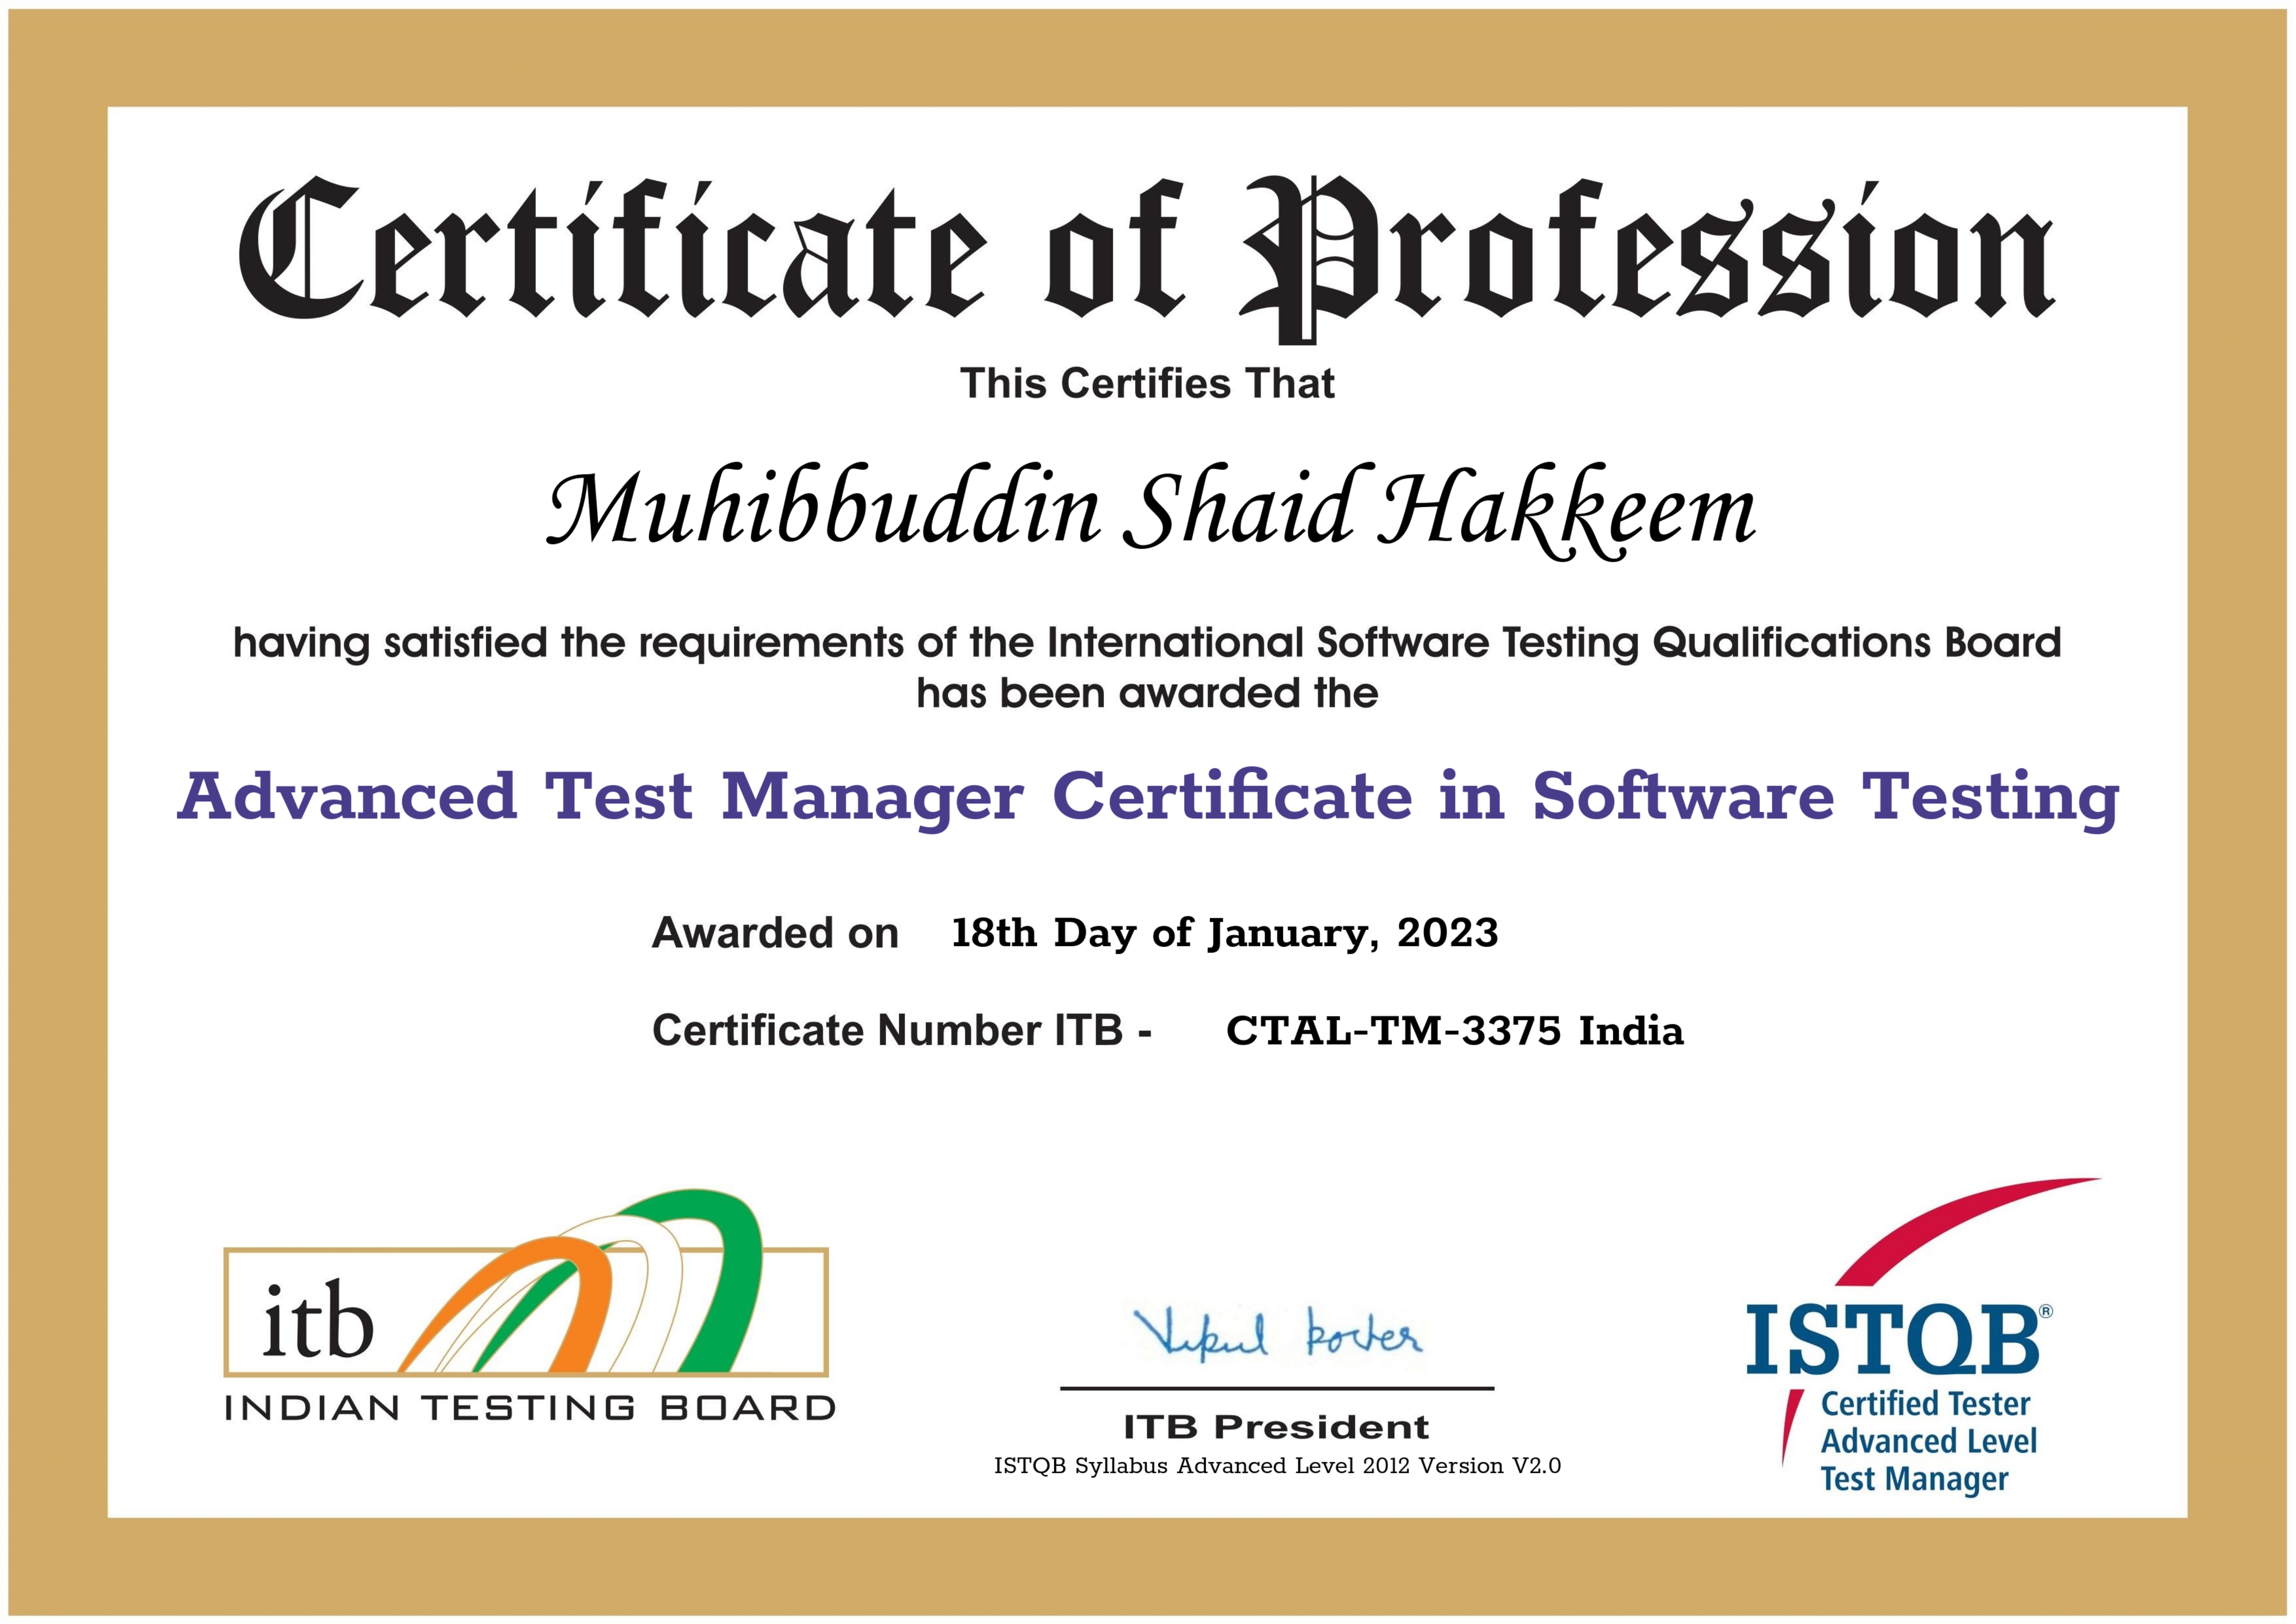 Certificate of Profession
This Certifies That
Muhibbuddin Shaid Hakkeem
having satisfied the requirements of the International Software Testing Qualifications Board
has been awarded the
Advanced Test Manager Certificate in Software Testing
Awarded on 18th Day of January, 2023
Certificate Number ITB - CTAL-TM-3375 India
itb
INDIAN TESTING BOARD
ITB President
ISTQB Syllabus Advanced Level 2012 Version V2.0
ISTQB®
Certified Tester
Advanced Level
Test Manager